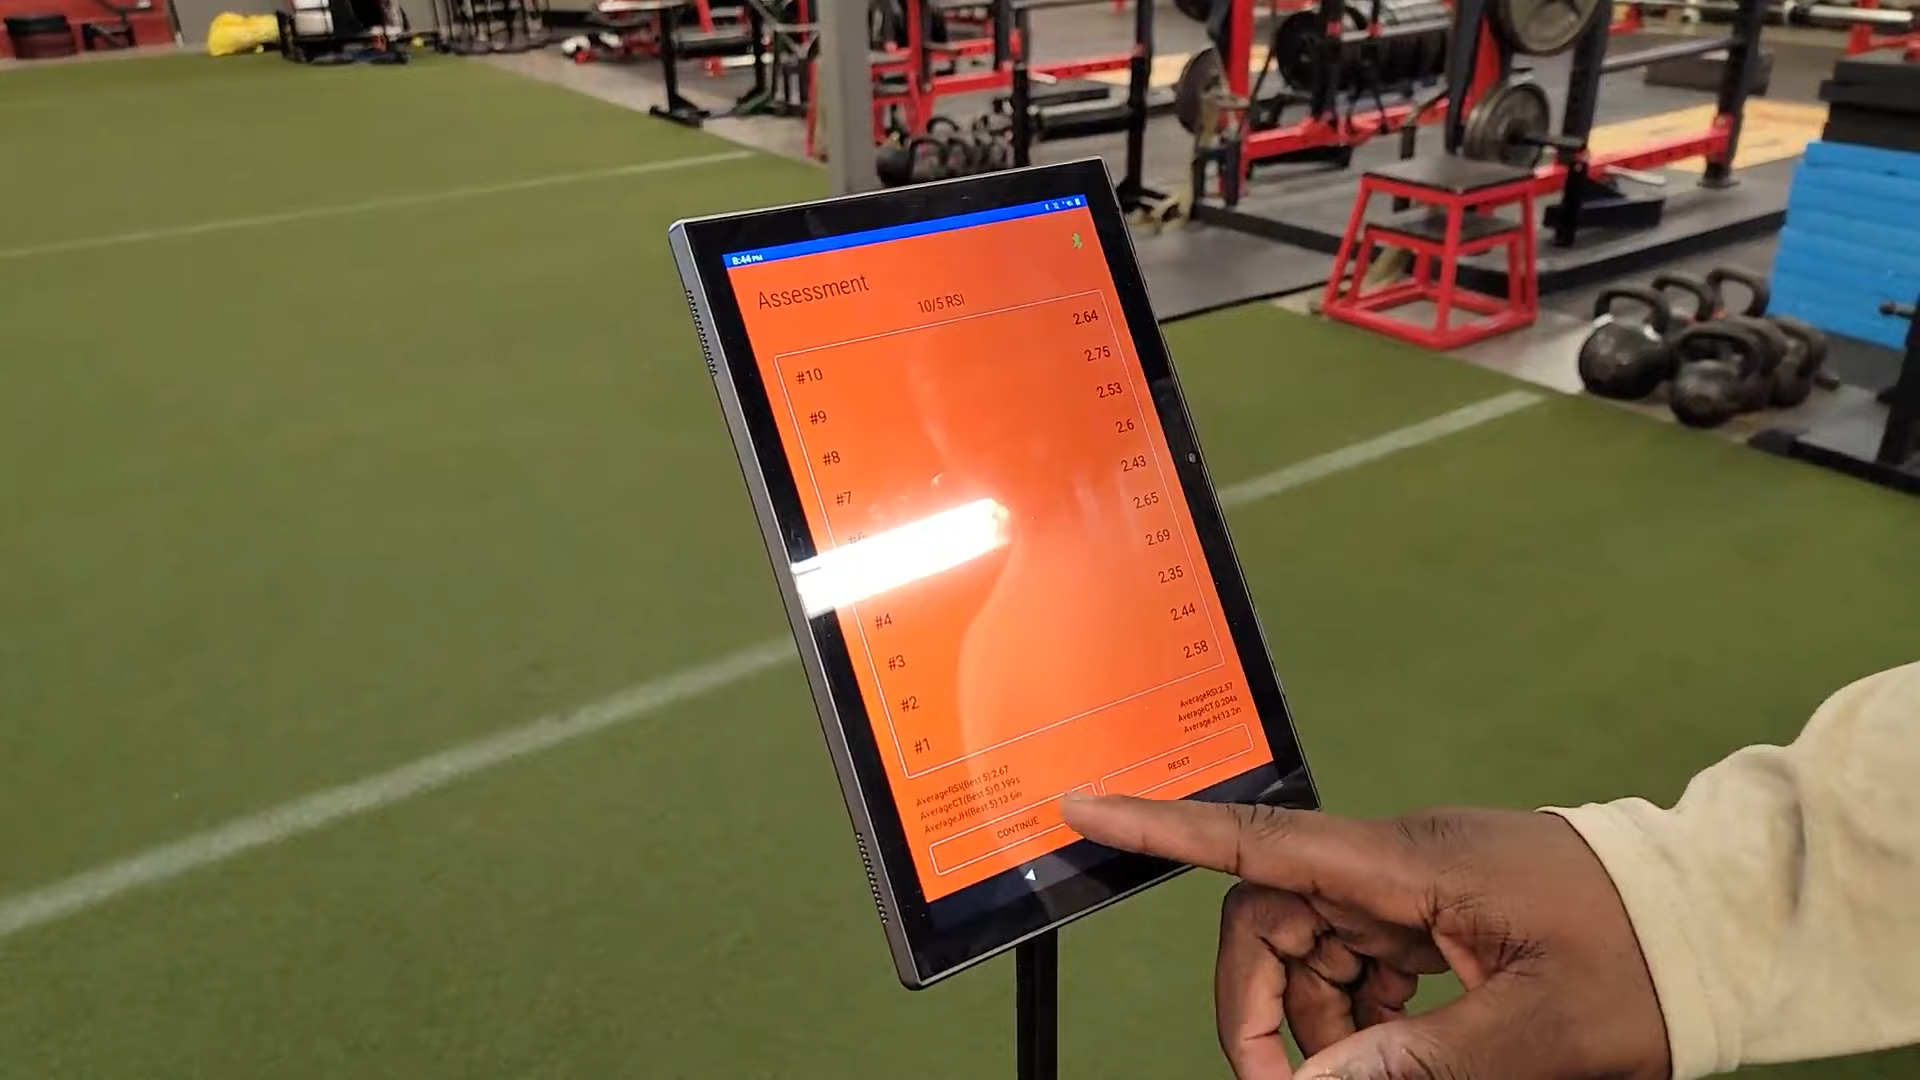 8:44 PM
Assessment
10/5 RSI
#10 2.64
#9 2.75
#8 2.53
#7 2.6
#6 2.43
2.65
#4 2.69
#3 2.35
#2 2.44
#1 2.58
AverageRSI:2.57
AverageCT:0.204s
AverageJH:13.2in
AverageRSI(Best 5):2.67
AverageCT(Best 5):0.199s
AverageJH(Best 5):13.6in
CONTINUE
RESET